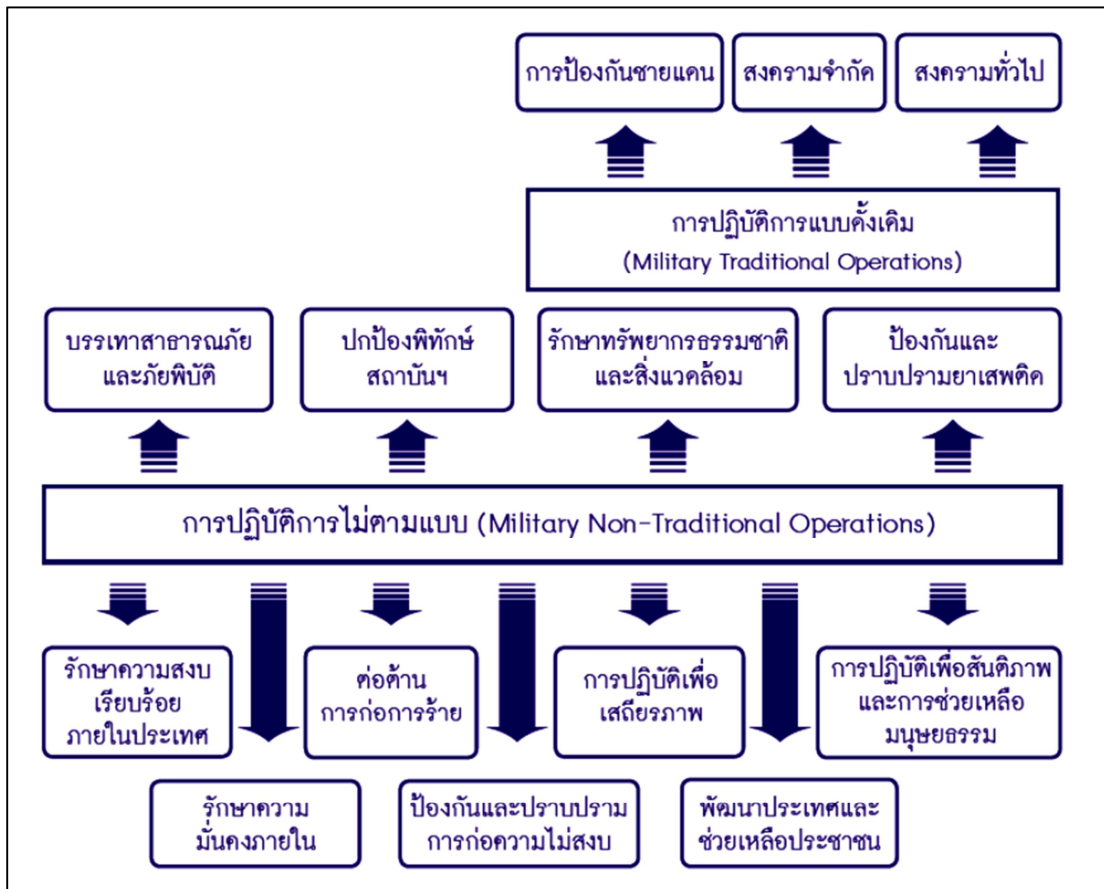 การป้องกันชายแดน
สงครามจำกัด
สงครามทั่วไป
การปฏิบัติการแบบดั้งเดิม
(Military Traditional Operations)
บรรเทาสาธารณภัย
และภัยพิบัติ
ปกป้องพิทักษ์
สถาบันฯ
รักษาทรัพยากรธรรมชาติ
และสิ่งแวดล้อม
ป้องกันและ
ปราบปรามยาเสพติด
การปฏิบัติการไม่ตามแบบ (Military Non-Traditional Operations)
รักษาความสงบ
เรียบร้อย
ภายในประเทศ
ต่อต้าน
การก่อการร้าย
การปฏิบัติเพื่อ
เสถียรภาพ
การปฏิบัติเพื่อสันติภาพ
และการช่วยเหลือ
มนุษยธรรม
รักษาความ
มั่นคงภายใน
ป้องกันและปราบปราม
การก่อความไม่สงบ
พัฒนาประเทศและ
ช่วยเหลือประชาชน